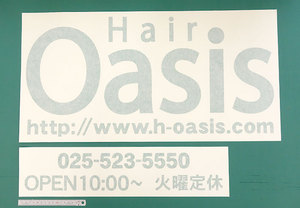 Hair
Oasis
http://www.h-oasis.com
025-523-5550
OPEN10:00～ 火曜定休